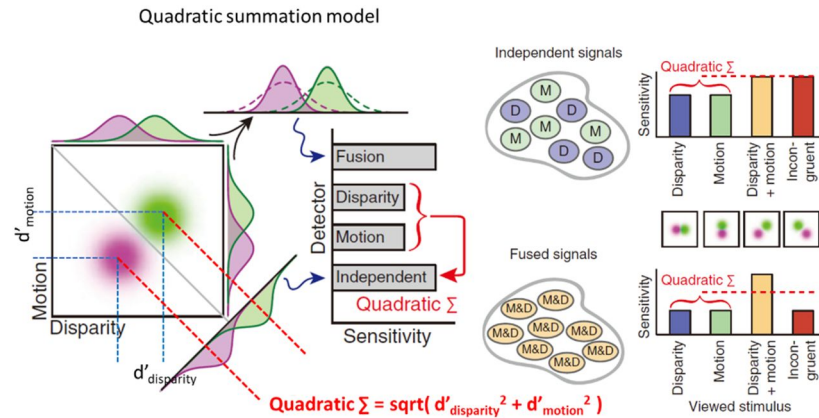 Quadratic summation model
d'motion
Motion
Disparity
d'disparity
Detector
Fusion
Disparity
Motion
Independent
Quadratic Σ
Sensitivity
Quadratic Σ = sqrt( d'disparity² + d'motion² )
Independent signals
M
D
D
M
M
M
D
M
D
D
Sensitivity
Quadratic Σ
Disparity
Motion
Disparity
+ motion
Incon-
gruent
Fused signals
M&D
M&D
M&D
M&D
M&D
M&D
M&D
M&D
M&D
Sensitivity
Quadratic Σ
Disparity
Motion
Disparity
+ motion
Incon-
gruent
Viewed stimulus